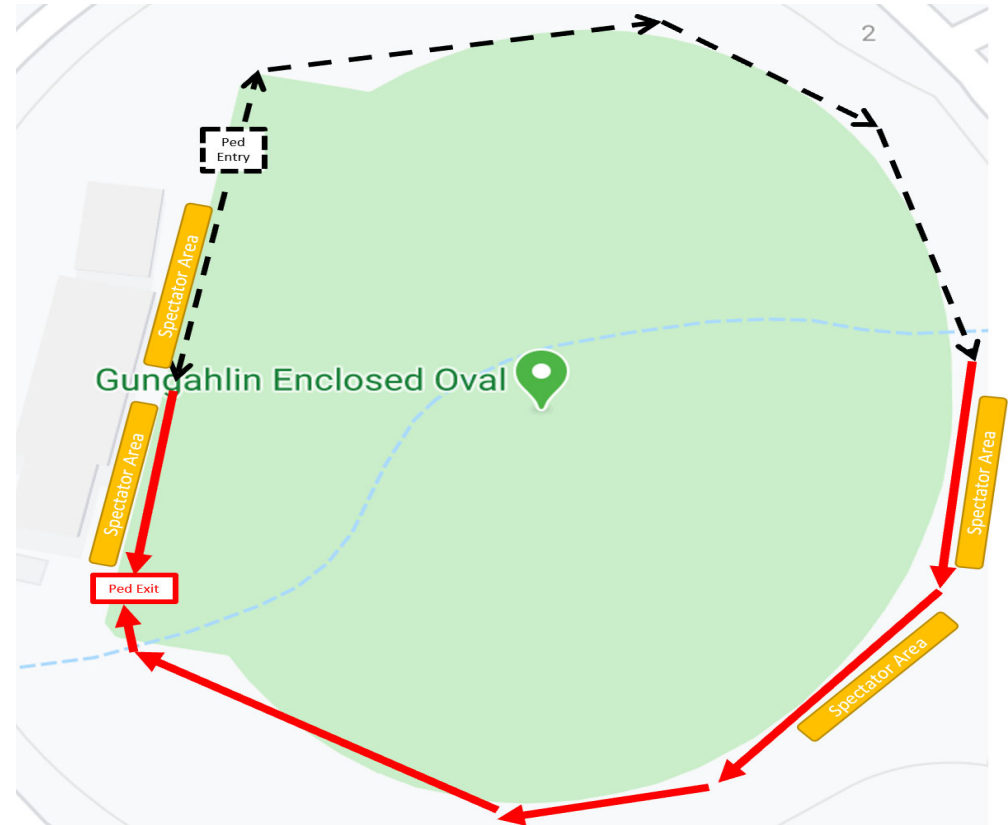 2
Ped
Entry
Spectator Area
Gungahlin Enclosed Oval
Spectator Area
Spectator Area
Ped Exit
Spectator Area